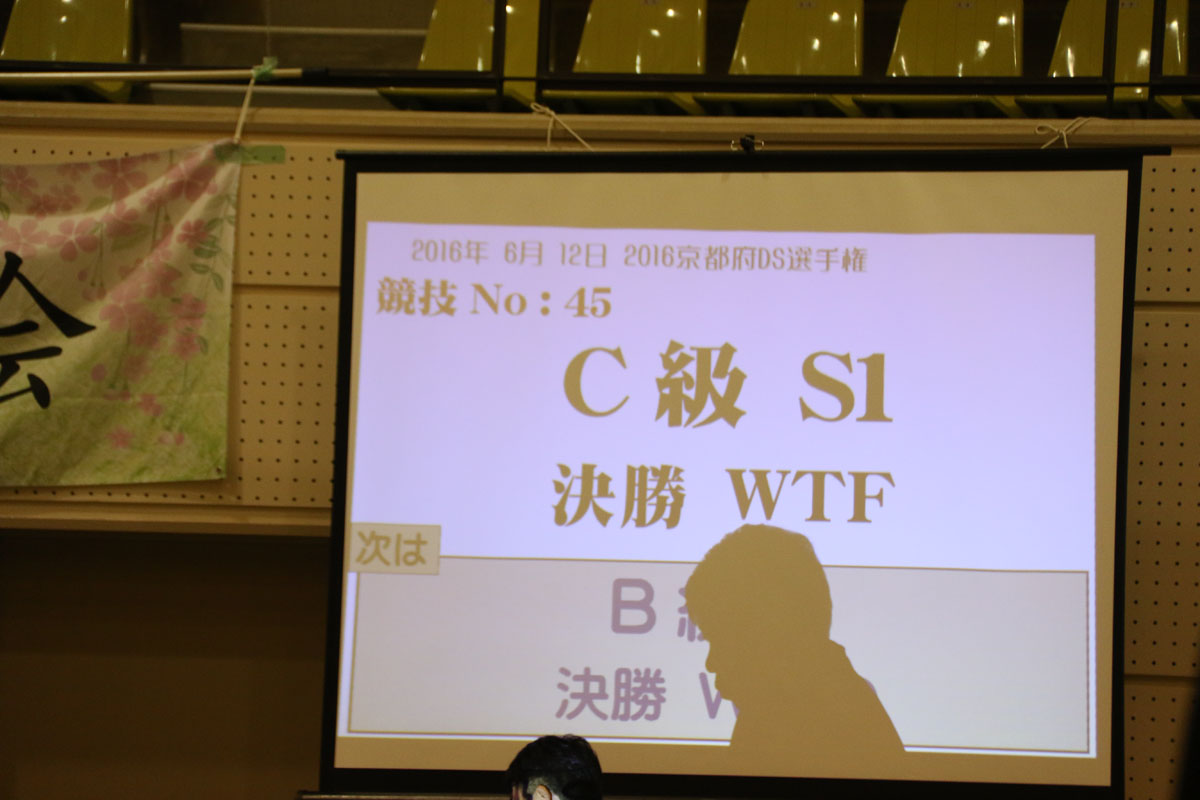 会
2016年 6月 12日 2016京都府DS選手権
競技 No : 45
C 級 S1
決勝 WTF
次は
B
決勝